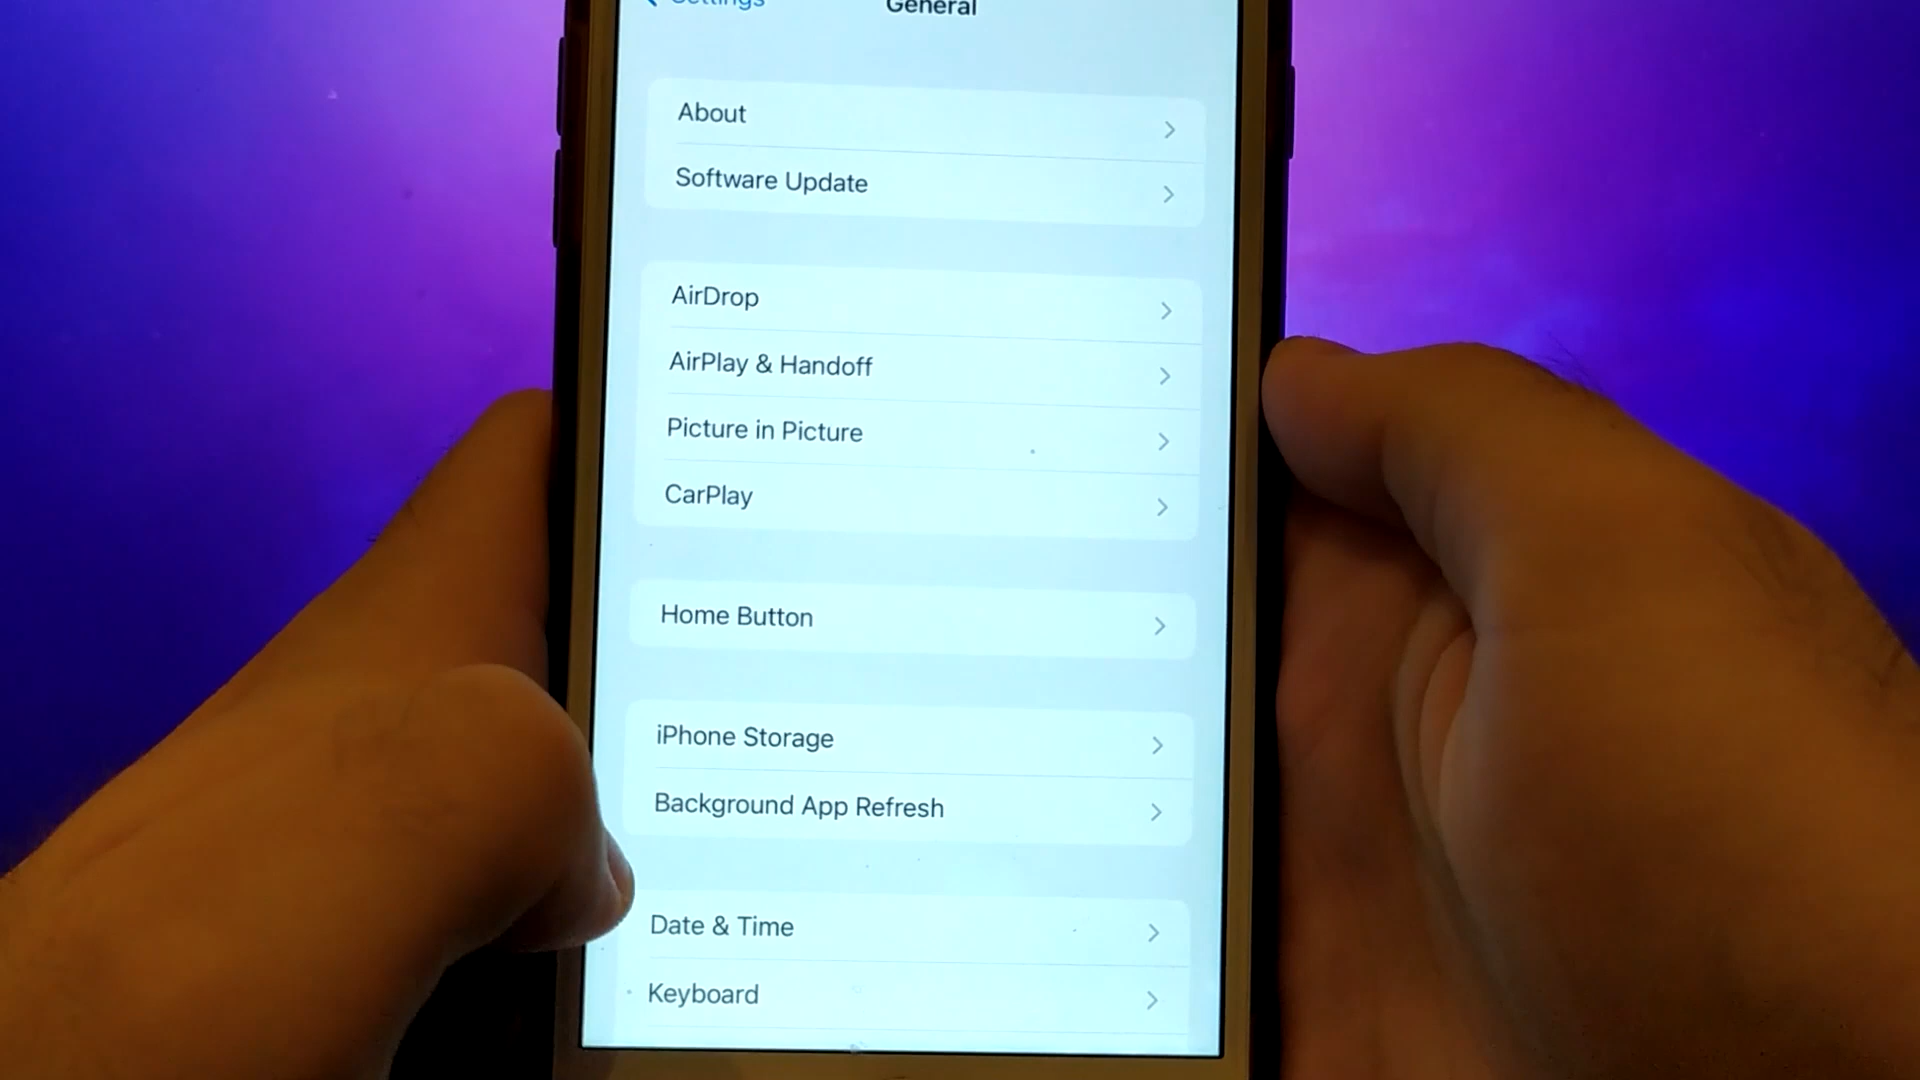 Settings
General
About
Software Update
AirDrop
AirPlay & Handoff
Picture in Picture
CarPlay
Home Button
iPhone Storage
Background App Refresh
Date & Time
Keyboard